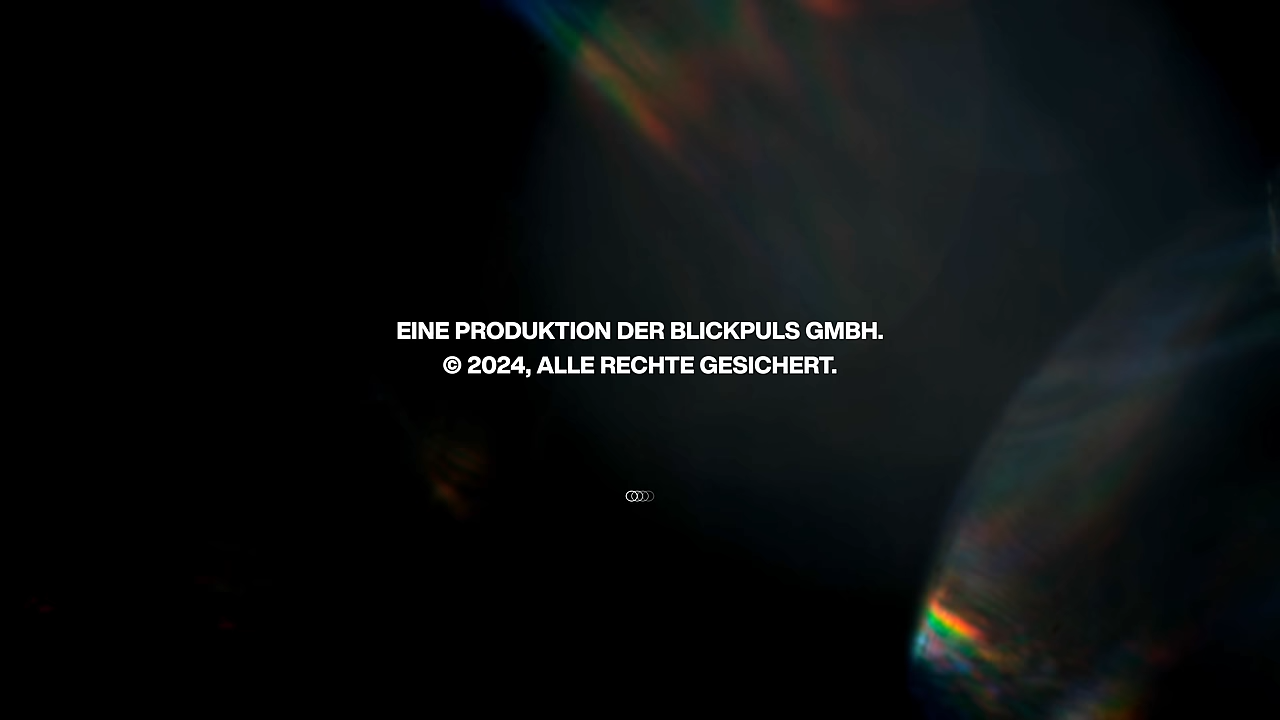 EINE PRODUKTION DER BLICKPULS GMBH.
© 2024, ALLE RECHTE GESICHERT.